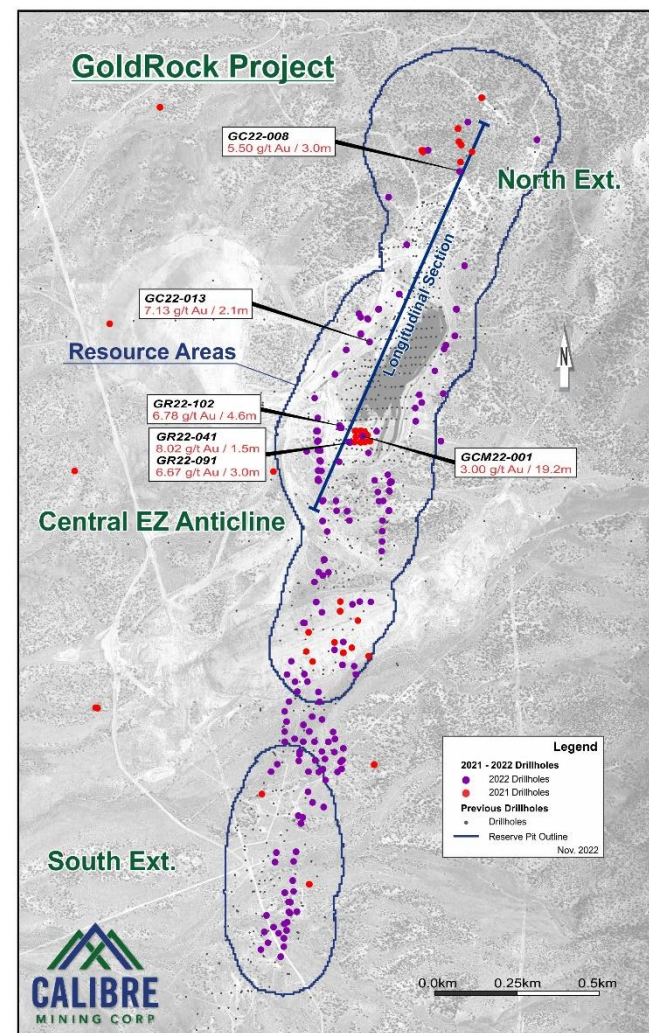 GoldRock Project
GC22-008
5.50 g/t Au / 3.0m
North Ext.
Longitudinal Section
N
GC22-013
7.13 g/t Au / 2.1m
Resource Areas
GR22-102
6.78 g/t Au / 4.6m
GR22-041
8.02 g/t Au / 1.5m
GR22-091
6.67 g/t Au / 3.0m
GCM22-001
3.00 g/t Au / 19.2m
Central EZ Anticline
Legend
2021 - 2022 Drillholes
2022 Drillholes
2021 Drillholes
Previous Drillholes
Drillholes
Reserve Pit Outline
Nov. 2022
South Ext.
CALIBRE
MINING CORP
0.0km 0.25km 0.5km